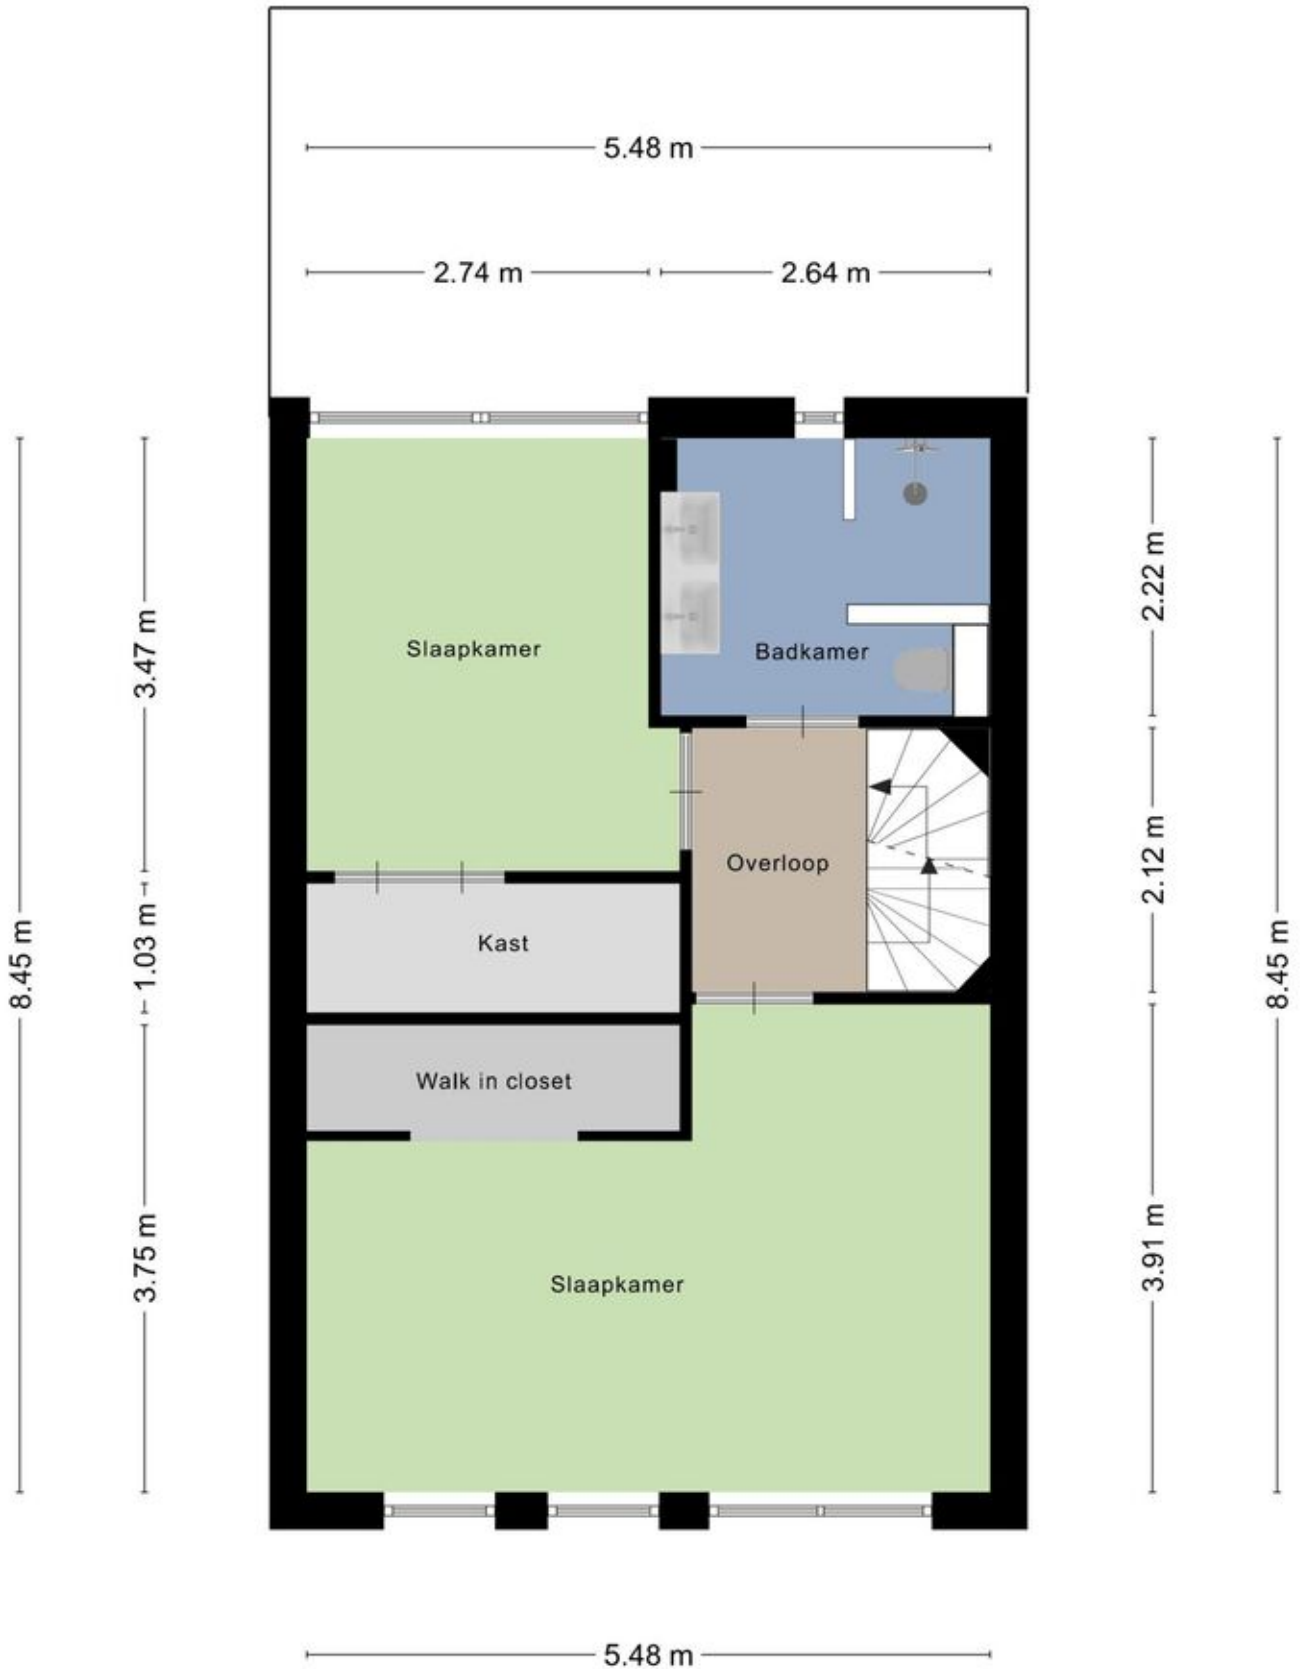 5.48 m
2.74 m
2.64 m
2.22 m
3.47 m
Slaapkamer
Badkamer
Overloop
2.12 m
Kast
1.03 m
8.45 m
8.45 m
Walk in closet
3.75 m
3.91 m
Slaapkamer
5.48 m